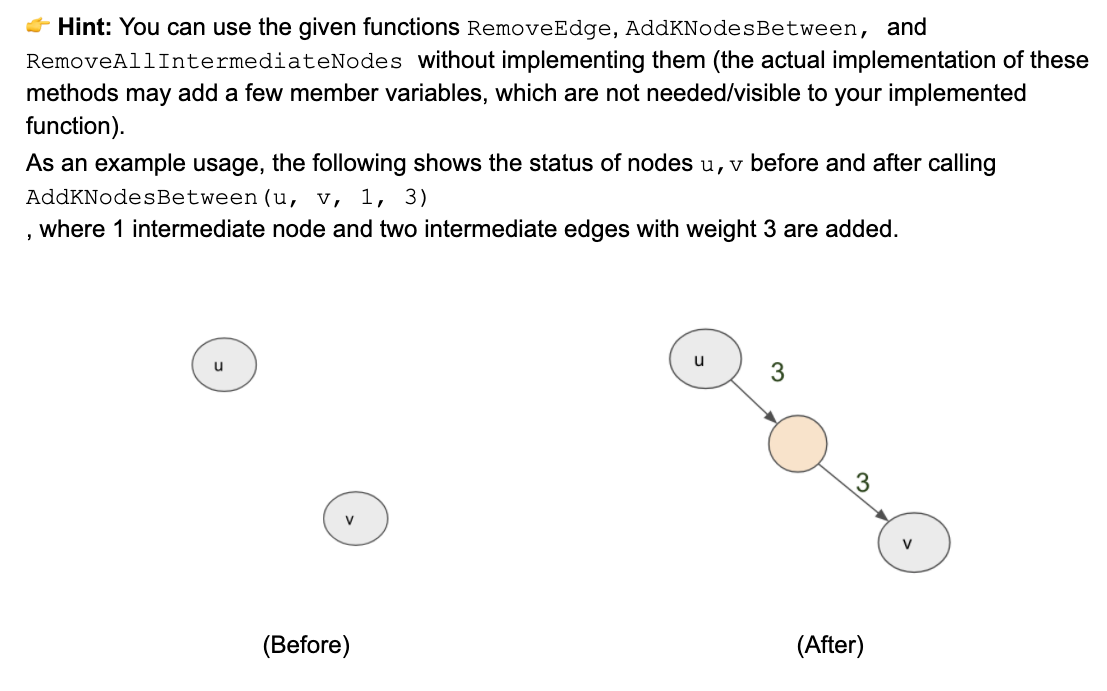 👉 Hint: You can use the given functions RemoveEdge, AddKNodesBetween, and
RemoveAllIntermediateNodes without implementing them (the actual implementation of these
methods may add a few member variables, which are not needed/visible to your implemented
function).
As an example usage, the following shows the status of nodes u, v before and after calling
AddKNodesBetween(u, v, 1, 3)
, where 1 intermediate node and two intermediate edges with weight 3 are added.
u
v
(Before)
u
3
3
v
(After)